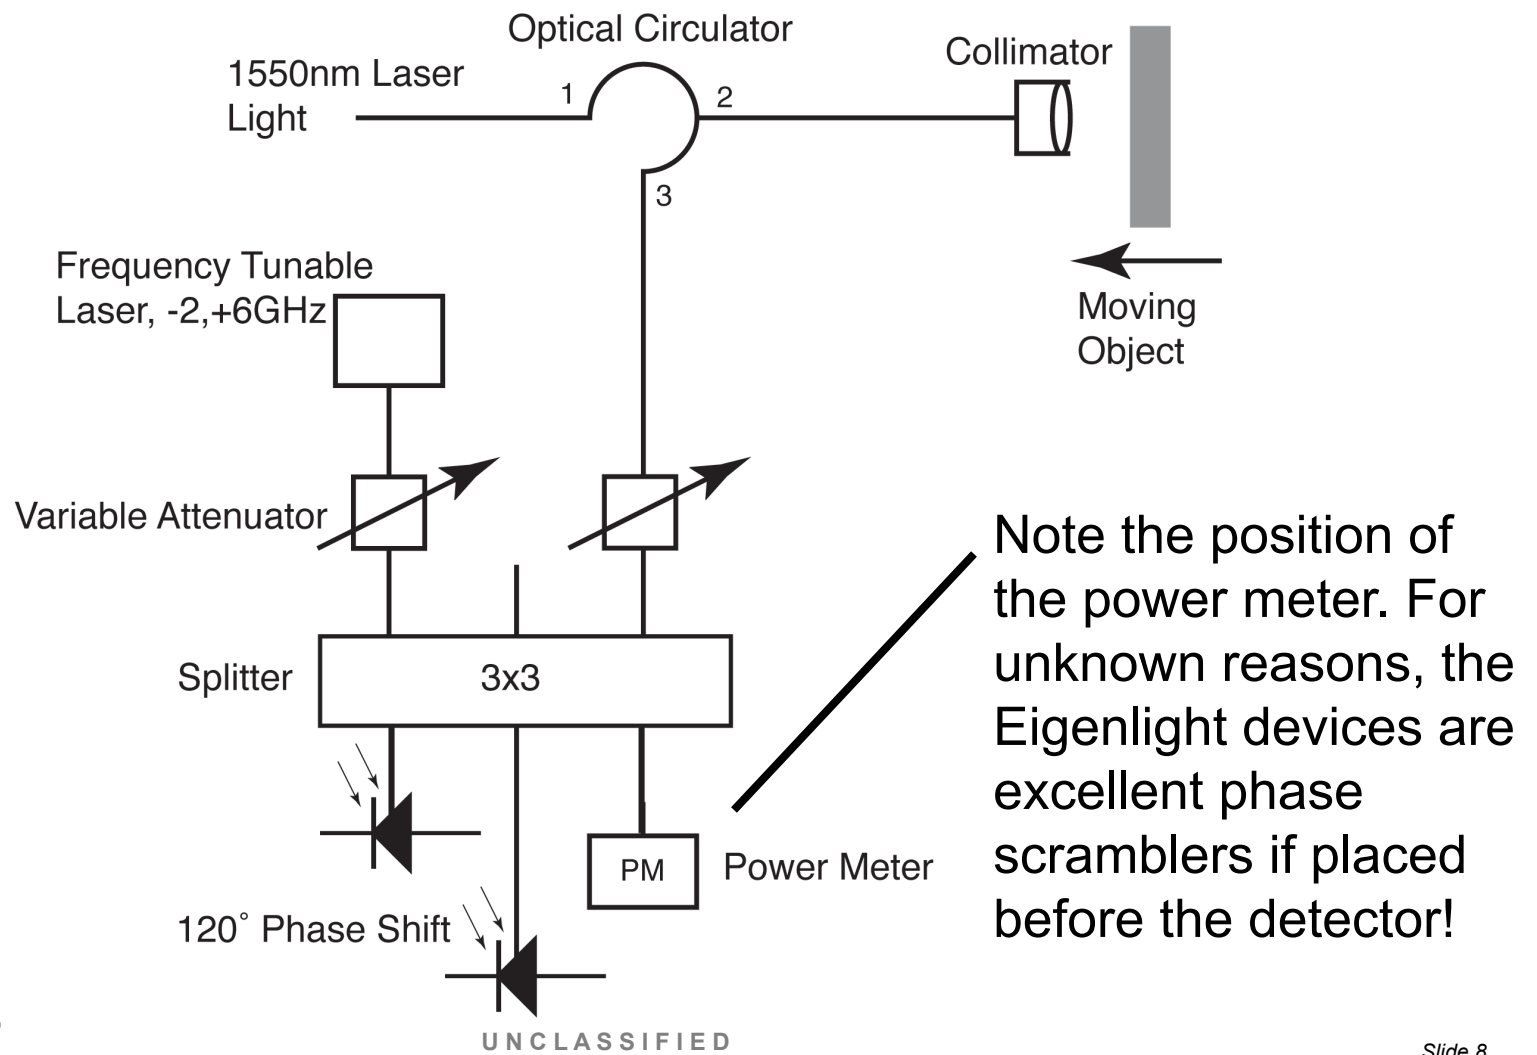 Optical Circulator
1550nm Laser
Light
1
2
3
Collimator
Frequency Tunable
Laser, -2,+6GHz
Moving
Object
Variable Attenuator
Note the position of
the power meter. For
unknown reasons, the
Eigenlight devices are
excellent phase
scramblers if placed
before the detector!
Splitter
3x3
PM
Power Meter
120° Phase Shift
UNCLASSIFIED
Slide 8